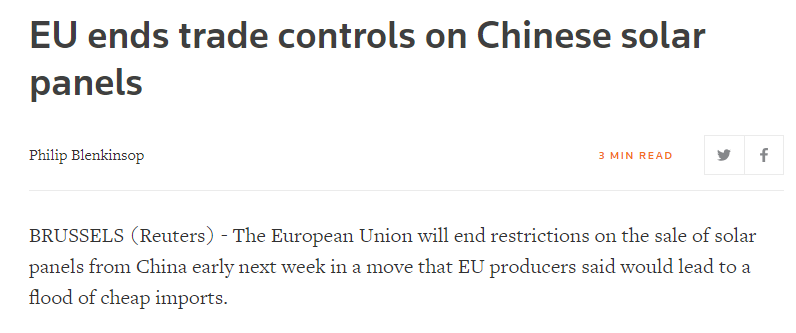 EU ends trade controls on Chinese solar
panels
Philip Blenkinsop
3 MIN READ
BRUSSELS (Reuters) - The European Union will end restrictions on the sale of solar
panels from China early next week in a move that EU producers said would lead to a
flood of cheap imports.